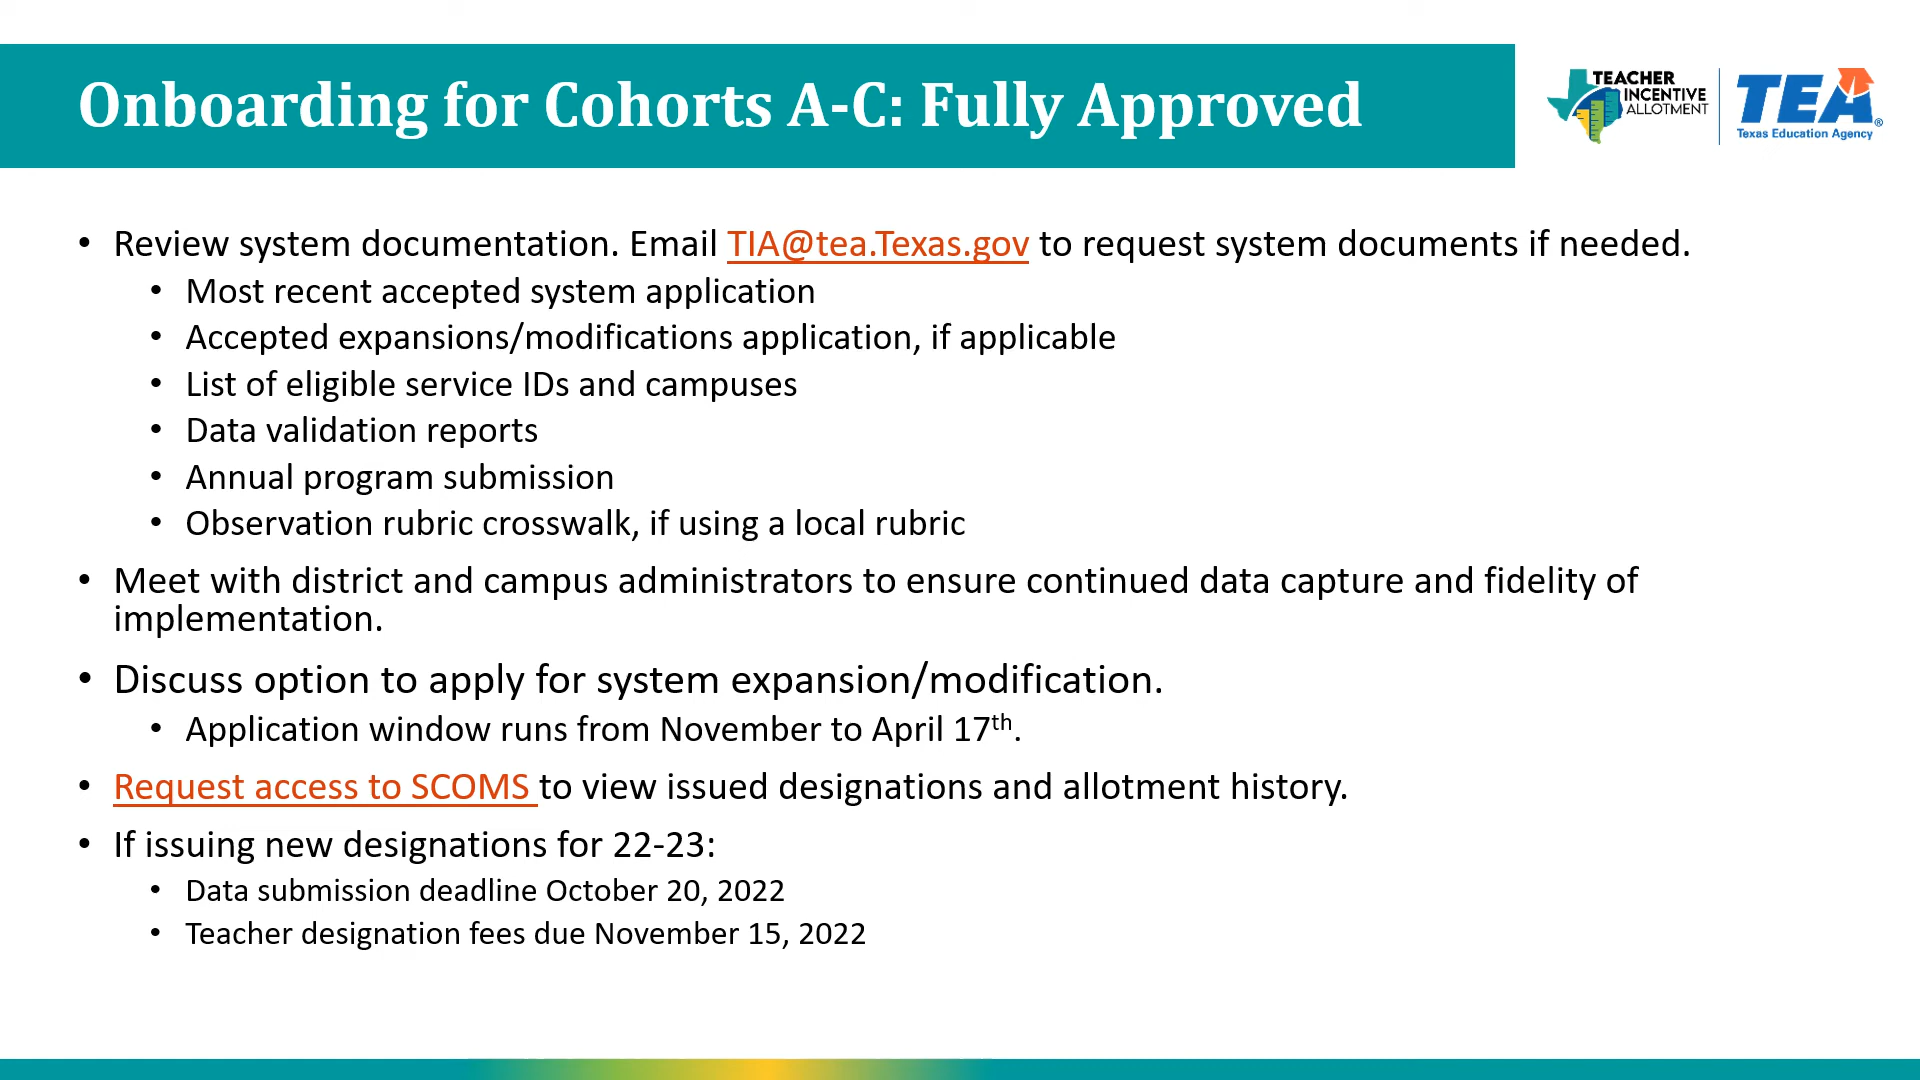 Onboarding for Cohorts A-C: Fully Approved
TEACHER
INCENTIVE
ALLOTMENT
TEA®
Texas Education Agency
• Review system documentation. Email TIA@tea.Texas.gov to request system documents if needed.
• Most recent accepted system application
• Accepted expansions/modifications application, if applicable
• List of eligible service IDs and campuses
• Data validation reports
• Annual program submission
• Observation rubric crosswalk, if using a local rubric
• Meet with district and campus administrators to ensure continued data capture and fidelity of
implementation.
• Discuss option to apply for system expansion/modification.
• Application window runs from November to April 17th.
• Request access to SCOMS to view issued designations and allotment history.
• If issuing new designations for 22-23:
• Data submission deadline October 20, 2022
• Teacher designation fees due November 15, 2022